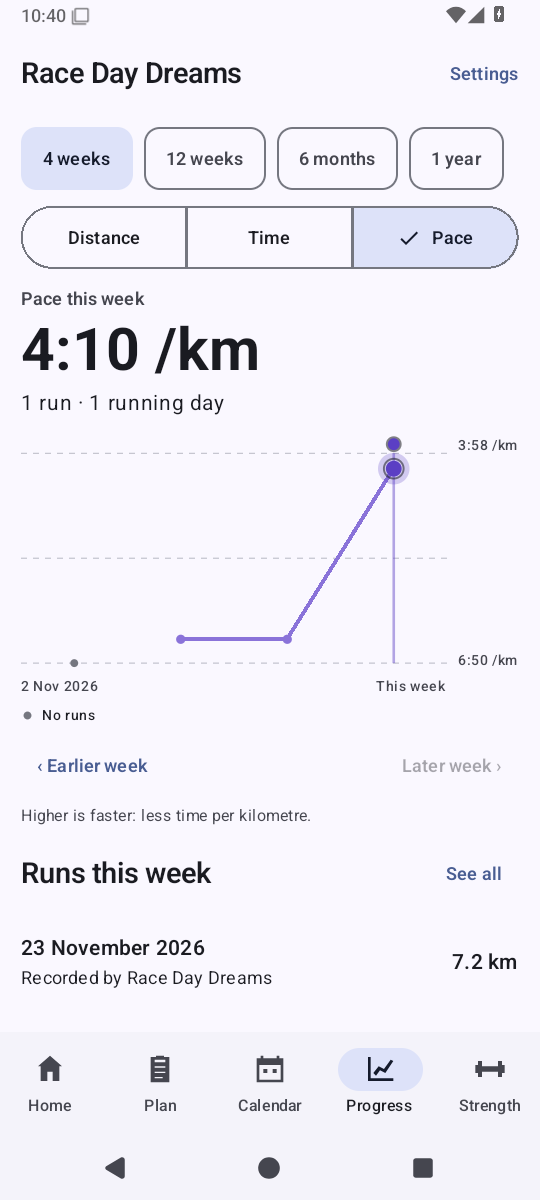 10:40
Race Day Dreams
Settings
4 weeks
12 weeks
6 months
1 year
Distance
Time
Pace
Pace this week
4:10 /km
1 run · 1 running day
3:58 /km
6:50 /km
2 Nov 2026
This week
No runs
‹ Earlier week
Later week ›
Higher is faster: less time per kilometre.
Runs this week
See all
23 November 2026
7.2 km
Recorded by Race Day Dreams
Home
Plan
Calendar
Progress
Strength